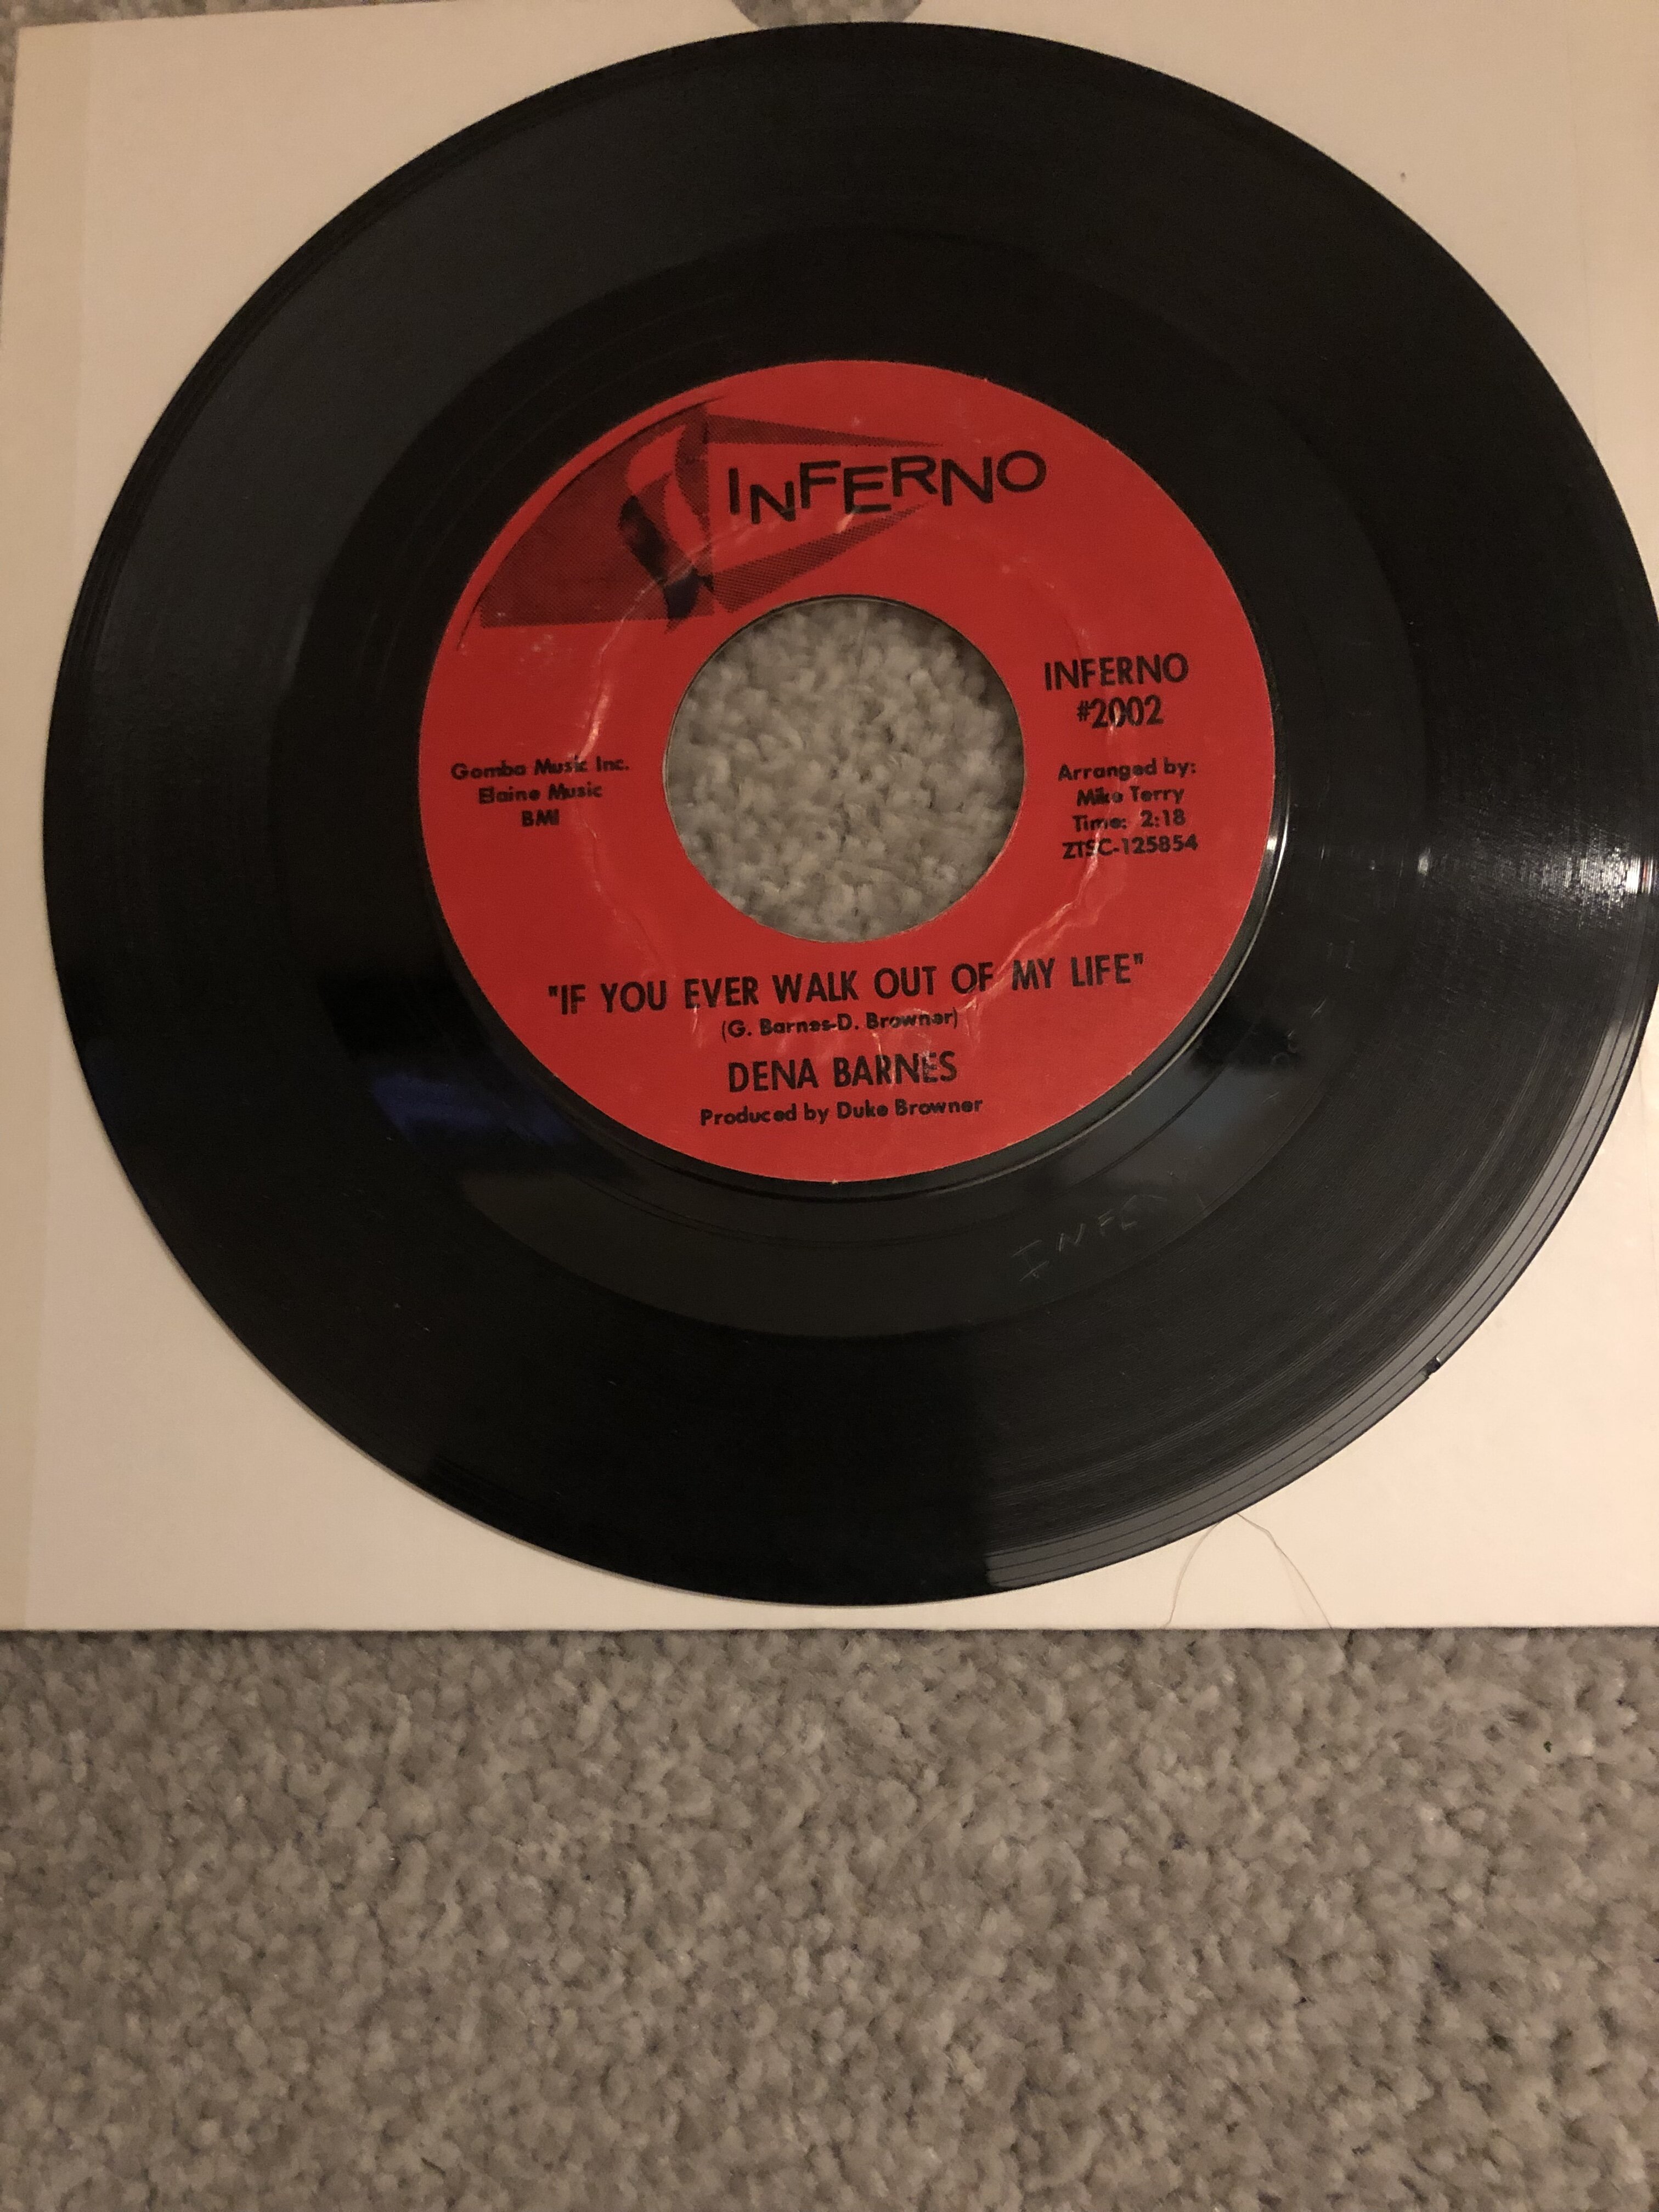 INFERNO
INFERNO
#2002
Gomba Music Inc.
Elaine Music
BMI
Arranged by:
Mike Terry
Time: 2:18
ZTSC-125854
"IF YOU EVER WALK OUT OF MY LIFE"
(G. Barnes-D. Browner)
DENA BARNES
Produced by Duke Browner